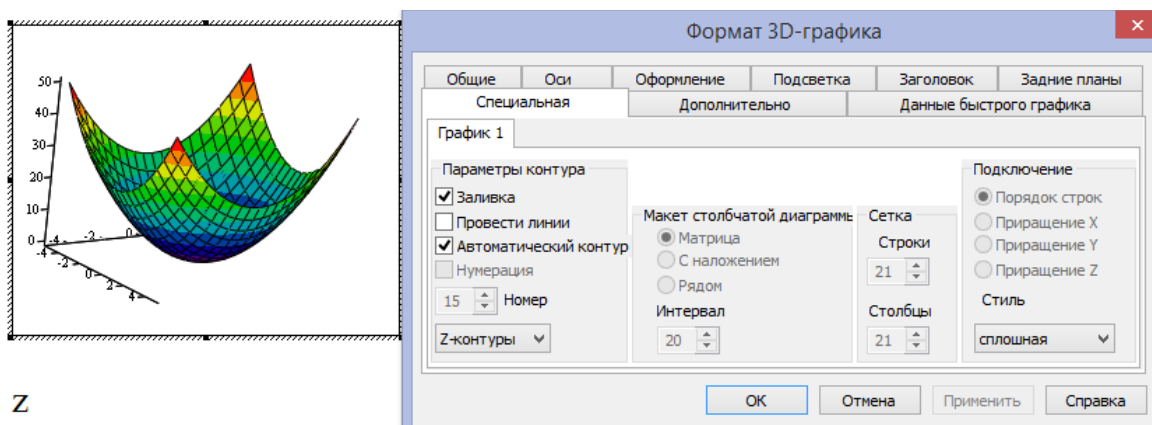 50
40
30
20
10
0
-4 -2 0
-4
-2
0
2
4
z
Формат 3D-графика
Общие Оси Оформление Подсветка Заголовок Задние планы
Специальная Дополнительно Данные быстрого графика
График 1
Параметры контура
Заливка
Провести линии
Автоматический контур
Нумерация
15 Номер
Z-контуры
Макет столбчатой диаграммы
Матрица
С наложением
Рядом
Интервал
20
Сетка
Строки
21
Столбцы
21
Подключение
Порядок строк
Приращение X
Приращение Y
Приращение Z
Стиль
сплошная
ОК Отмена Применить Справка